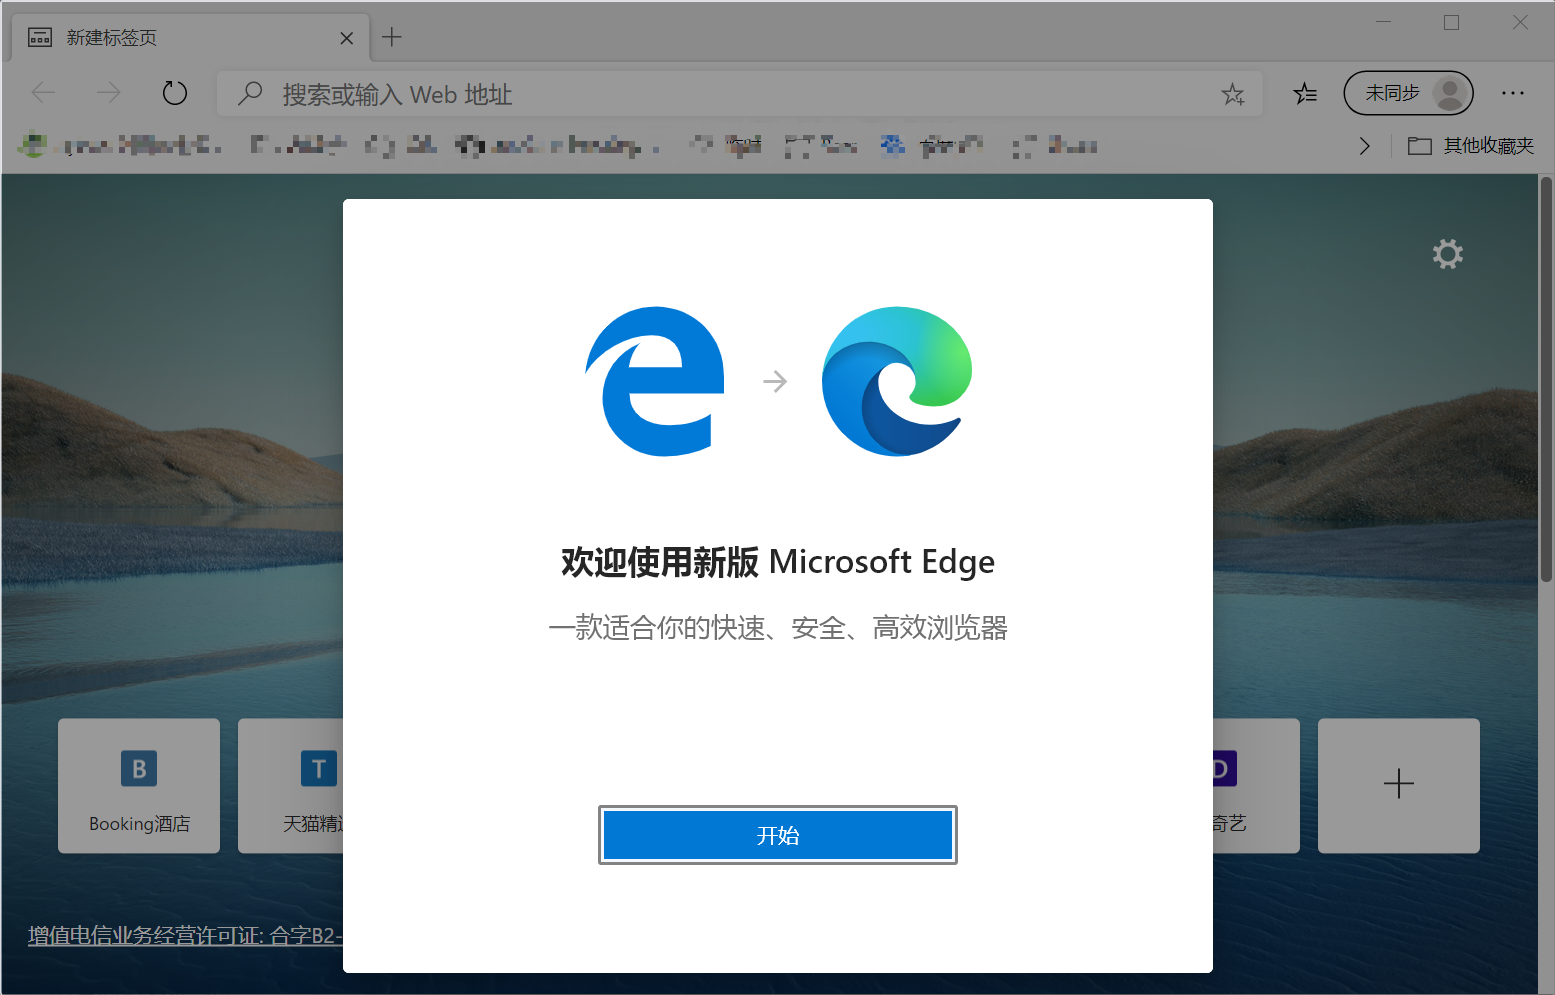 新建标签页
搜索或输入 Web 地址
未同步
其他收藏夹
欢迎使用新版 Microsoft Edge
一款适合你的快速、安全、高效浏览器
B
T
D
Booking酒店
天猫精
奇艺
开始
增值电信业务经营许可证: 合字B2-